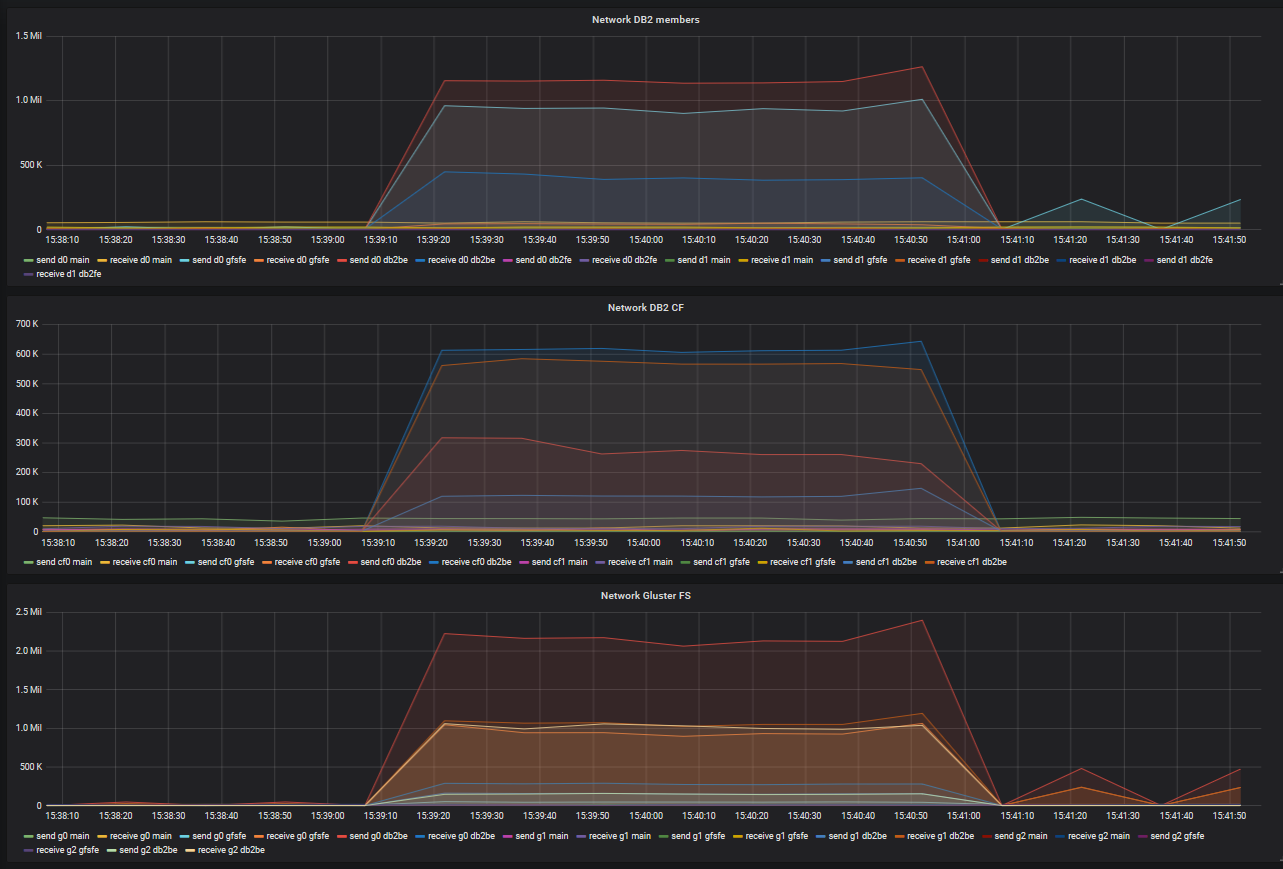 Network DB2 members
1.5 Mil
1.0 Mil
500 K
0
15:38:10 15:38:20 15:38:30 15:38:40 15:38:50 15:39:00 15:39:10 15:39:20 15:39:30 15:39:40 15:39:50 15:40:00 15:40:10 15:40:20 15:40:30 15:40:40 15:40:50 15:41:00 15:41:10 15:41:20 15:41:30 15:41:40 15:41:50
send d0 main receive d0 main send d0 gfsfe receive d0 gfsfe send d0 db2be receive d0 db2be send d0 db2fe receive d0 db2fe send d1 main receive d1 main send d1 gfsfe receive d1 gfsfe send d1 db2be receive d1 db2be send d1 db2fe
receive d1 db2fe
Network DB2 CF
700 K
600 K
500 K
400 K
300 K
200 K
100 K
0
15:38:10 15:38:20 15:38:30 15:38:40 15:38:50 15:39:00 15:39:10 15:39:20 15:39:30 15:39:40 15:39:50 15:40:00 15:40:10 15:40:20 15:40:30 15:40:40 15:40:50 15:41:00 15:41:10 15:41:20 15:41:30 15:41:40 15:41:50
send cf0 main receive cf0 main send cf0 gfsfe receive cf0 gfsfe send cf0 db2be receive cf0 db2be send cf1 main receive cf1 main send cf1 gfsfe receive cf1 gfsfe send cf1 db2be receive cf1 db2be
Network Gluster FS
2.5 Mil
2.0 Mil
1.5 Mil
1.0 Mil
500 K
0
15:38:10 15:38:20 15:38:30 15:38:40 15:38:50 15:39:00 15:39:10 15:39:20 15:39:30 15:39:40 15:39:50 15:40:00 15:40:10 15:40:20 15:40:30 15:40:40 15:40:50 15:41:00 15:41:10 15:41:20 15:41:30 15:41:40 15:41:50
send g0 main receive g0 main send g0 gfsfe receive g0 gfsfe send g0 db2be receive g0 db2be send g1 main receive g1 main send g1 gfsfe receive g1 gfsfe send g1 db2be receive g1 db2be send g2 main receive g2 main send g2 gfsfe
receive g2 gfsfe send g2 db2be receive g2 db2be